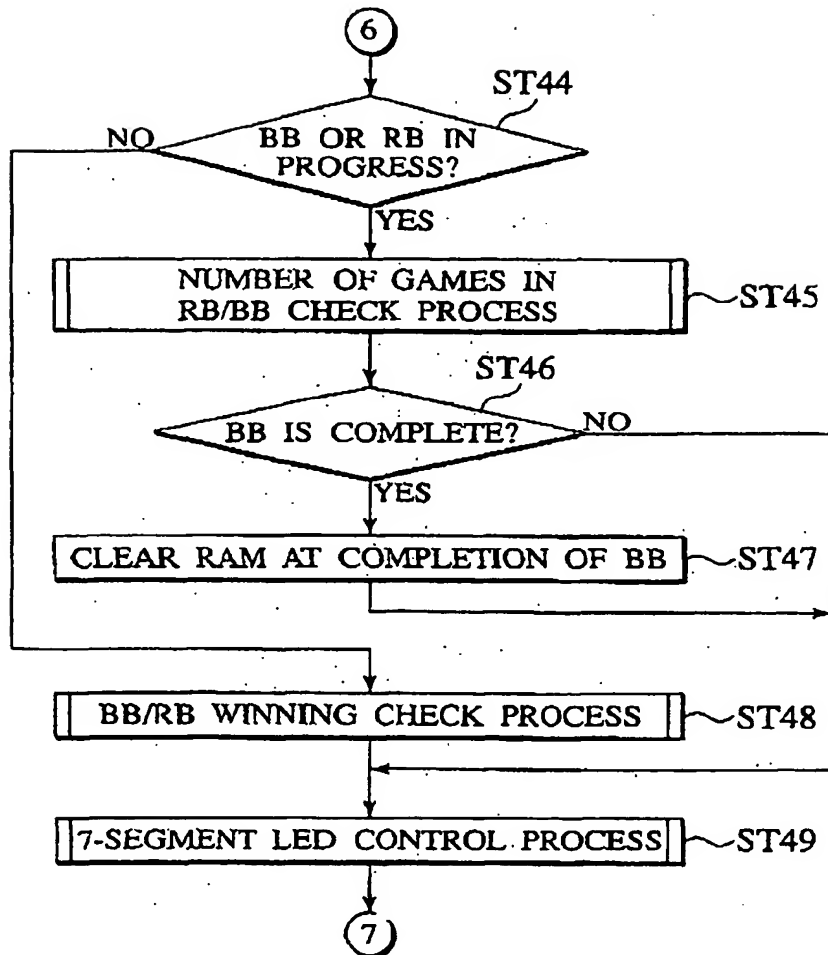 6
ST44
NO
BB OR RB IN
PROGRESS?
YES
NUMBER OF GAMES IN
RB/BB CHECK PROCESS
ST45
ST46
BB IS COMPLETE?
NO
YES
CLEAR RAM AT COMPLETION OF BB
ST47
BB/RB WINNING CHECK PROCESS
ST48
7-SEGMENT LED CONTROL PROCESS
ST49
7